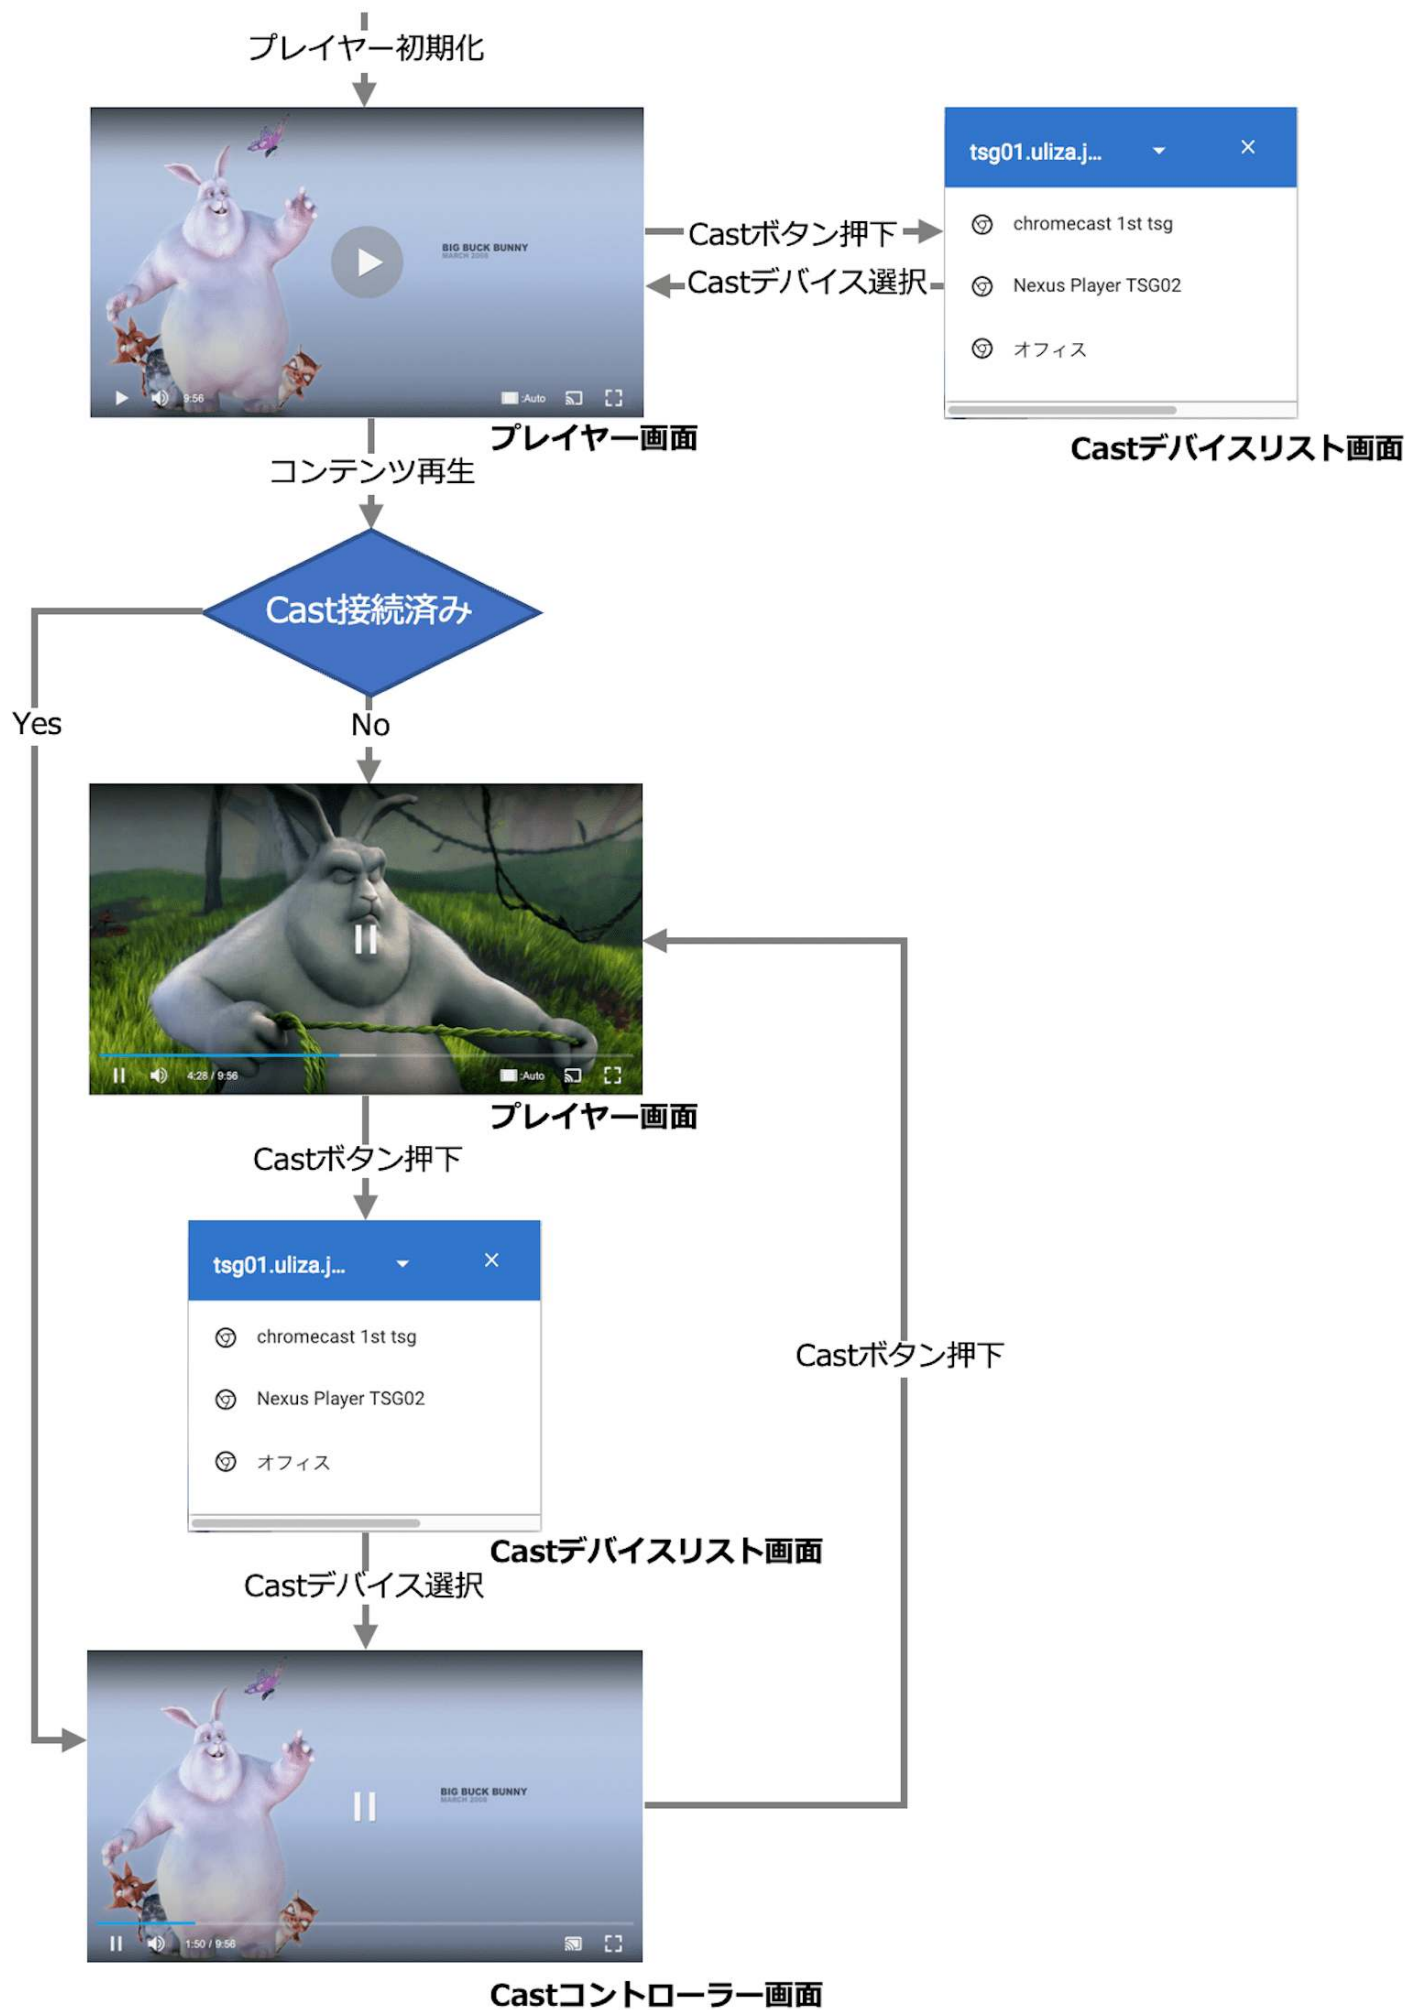 プレイヤー初期化
BIG BUCK BUNNY
MARCH 2008
9:56
:Auto
プレイヤー画面
Castボタン押下
Castデバイス選択
tsg01.uliza.j...
chromecast 1st tsg
Nexus Player TSG02
オフィス
Castデバイスリスト画面
コンテンツ再生
Cast接続済み
Yes
No
4:28 / 9:56
:Auto
プレイヤー画面
Castボタン押下
tsg01.uliza.j...
chromecast 1st tsg
Nexus Player TSG02
オフィス
Castデバイスリスト画面
Castボタン押下
Castデバイス選択
BIG BUCK BUNNY
MARCH 2008
1:50 / 9:56
Castコントローラー画面